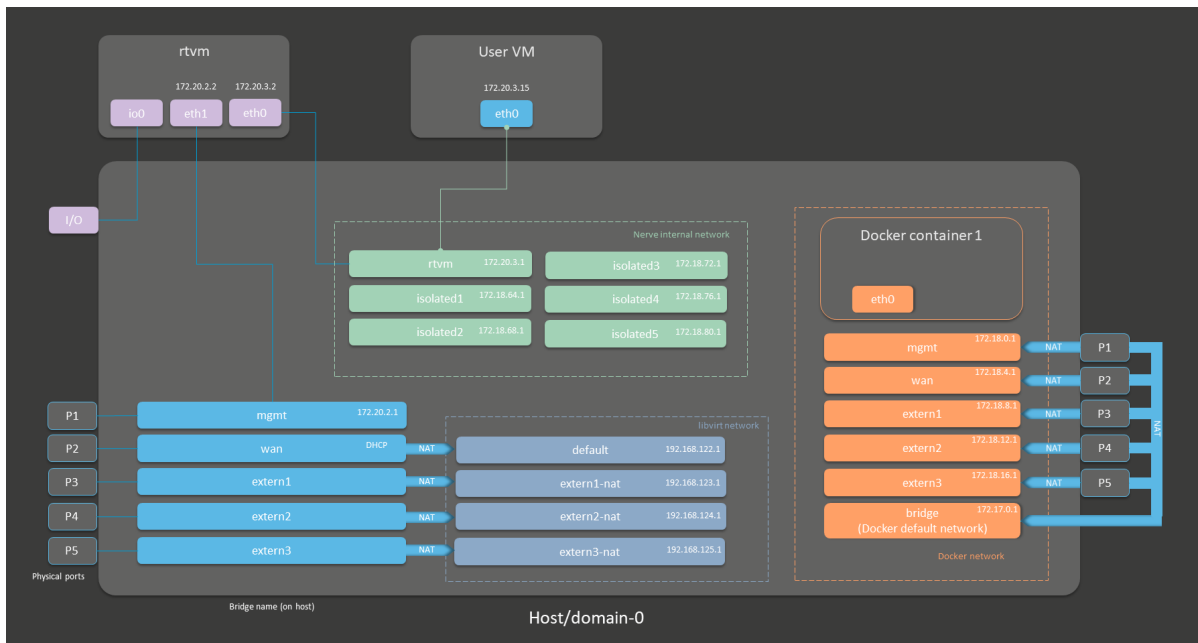 rtvm
172.20.2.2
172.20.3.2
io0
eth1
eth0
User VM
172.20.3.15
eth0
I/O
Nerve internal network
rtvm 172.20.3.1
isolated1 172.18.64.1
isolated2 172.18.68.1
isolated3 172.18.72.1
isolated4 172.18.76.1
isolated5 172.18.80.1
Docker container 1
eth0
mgmt 172.18.0.1
NAT
P1
wan 172.18.4.1
NAT
P2
extern1 172.18.8.1
NAT
P3
extern2 172.18.12.1
NAT
P4
extern3 172.18.16.1
NAT
P5
NAT
bridge 172.17.0.1
(Docker default network)
Docker network
P1
mgmt 172.20.2.1
P2
wan DHCP
NAT
P3
extern1
NAT
P4
extern2
NAT
P5
extern3
NAT
libvirt network
default 192.168.122.1
extern1-nat 192.168.123.1
extern2-nat 192.168.124.1
extern3-nat 192.168.125.1
Physical ports
Bridge name (on host)
Host/domain-0